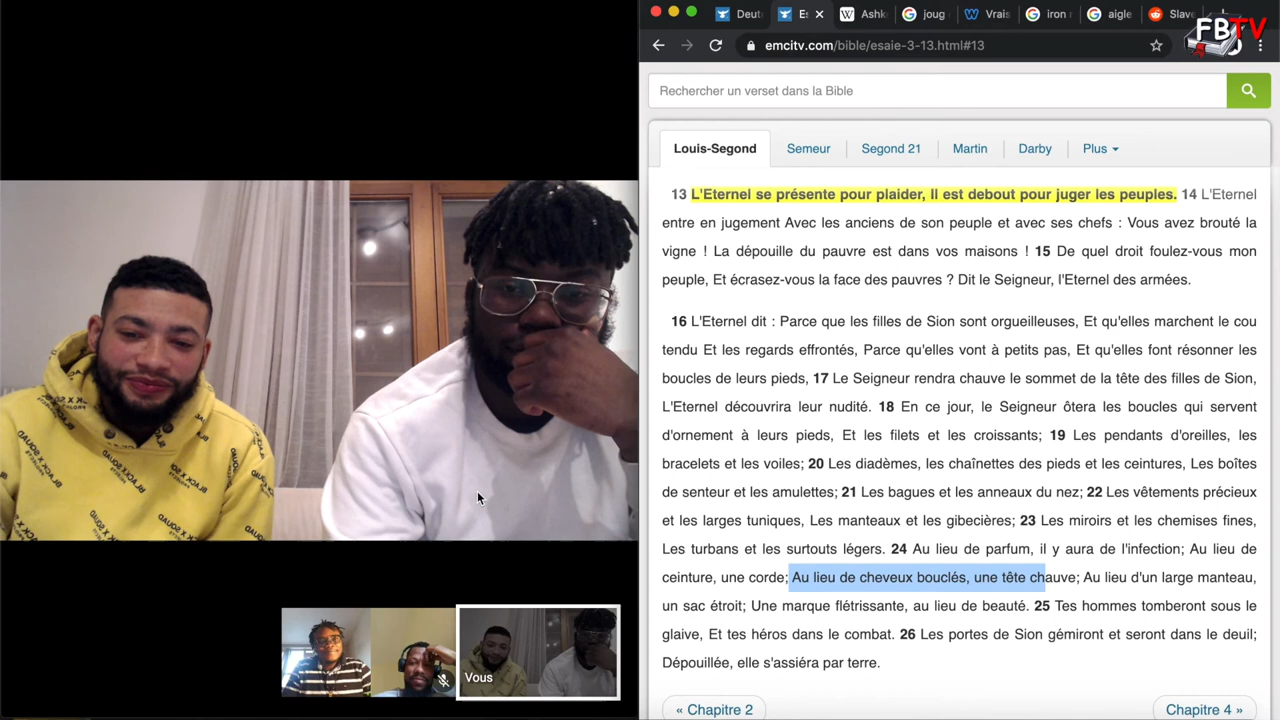 Deut
Es
Ashk
joug
Vrais
iron
aigle
Slave
FBTV
emcitv.com/bible/esaie-3-13.html#13
Rechercher un verset dans la Bible
Louis-Segond Semeur Segond 21 Martin Darby Plus
13 L'Eternel se présente pour plaider, Il est debout pour juger les peuples. 14 L'Eternel
entre en jugement Avec les anciens de son peuple et avec ses chefs : Vous avez brouté la
vigne ! La dépouille du pauvre est dans vos maisons ! 15 De quel droit foulez-vous mon
peuple, Et écrasez-vous la face des pauvres ? Dit le Seigneur, l'Eternel des armées.
16 L'Eternel dit : Parce que les filles de Sion sont orgueilleuses, Et qu'elles marchent le cou
tendu Et les regards effrontés, Parce qu'elles vont à petits pas, Et qu'elles font résonner les
boucles de leurs pieds, 17 Le Seigneur rendra chauve le sommet de la tête des filles de Sion,
L'Eternel découvrira leur nudité. 18 En ce jour, le Seigneur ôtera les boucles qui servent
d'ornement à leurs pieds, Et les filets et les croissants; 19 Les pendants d'oreilles, les
bracelets et les voiles; 20 Les diadèmes, les chaînettes des pieds et les ceintures, Les boîtes
de senteur et les amulettes; 21 Les bagues et les anneaux du nez; 22 Les vêtements précieux
et les larges tuniques, Les manteaux et les gibecières; 23 Les miroirs et les chemises fines,
Les turbans et les surtouts légers. 24 Au lieu de parfum, il y aura de l'infection; Au lieu de
ceinture, une corde; Au lieu de cheveux bouclés, une tête chauve; Au lieu d'un large manteau,
un sac étroit; Une marque flétrissante, au lieu de beauté. 25 Tes hommes tomberont sous le
glaive, Et tes héros dans le combat. 26 Les portes de Sion gémiront et seront dans le deuil;
Dépouillée, elle s'assiéra par terre.
« Chapitre 2
Chapitre 4 »
BLACK SQUAD
Vous